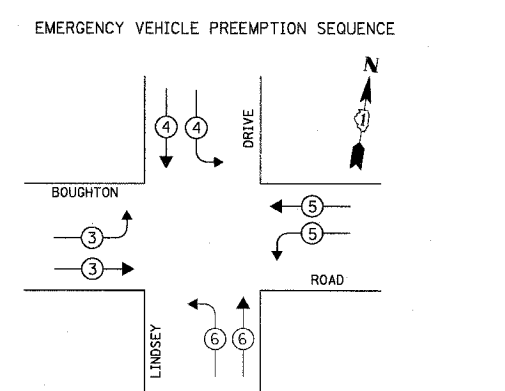 EMERGENCY VEHICLE PREEMPTION SEQUENCE
N
1
4 4
DRIVE
BOUGHTON
5
3
5
3
ROAD
LINDSEY
6 6